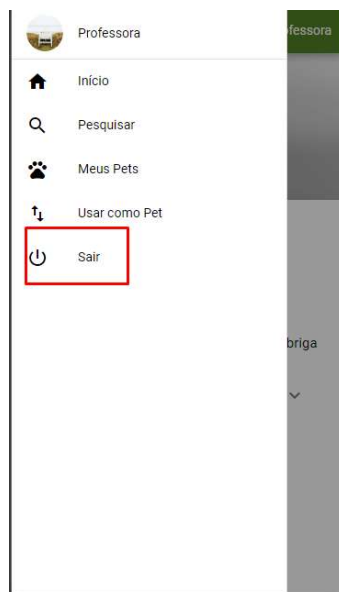 Professora
fessora
Início
Pesquisar
Meus Pets
Usar como Pet
Sair
briga